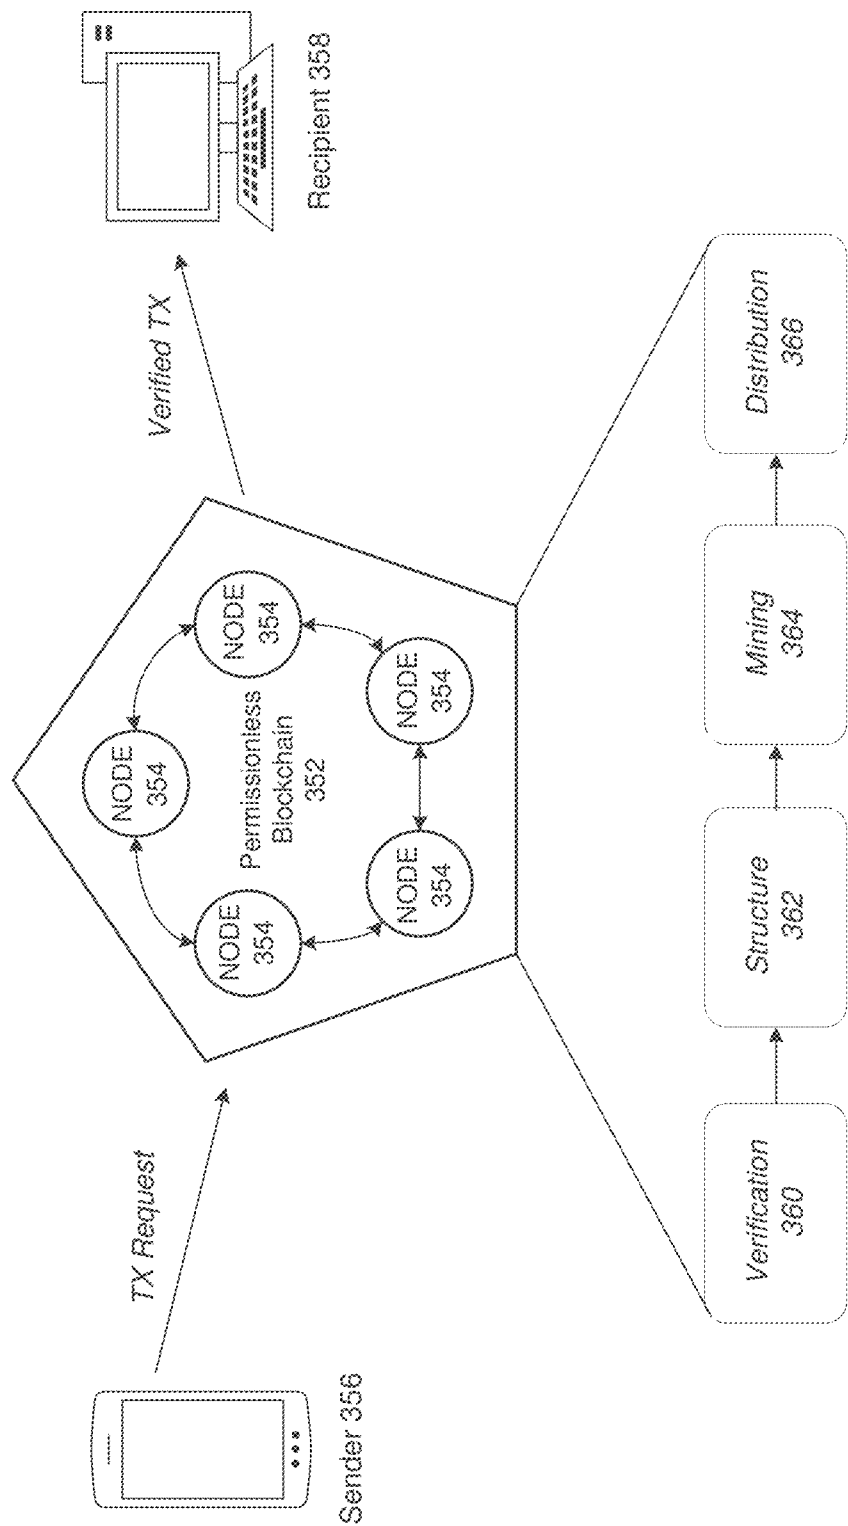 Sender 356
TX Request
NODE
354
NODE
354
NODE
354
NODE
354
NODE
354
Permissionless
Blockchain
352
Verified TX
Recipient 358
Verification
360
Structure
362
Mining
364
Distribution
366